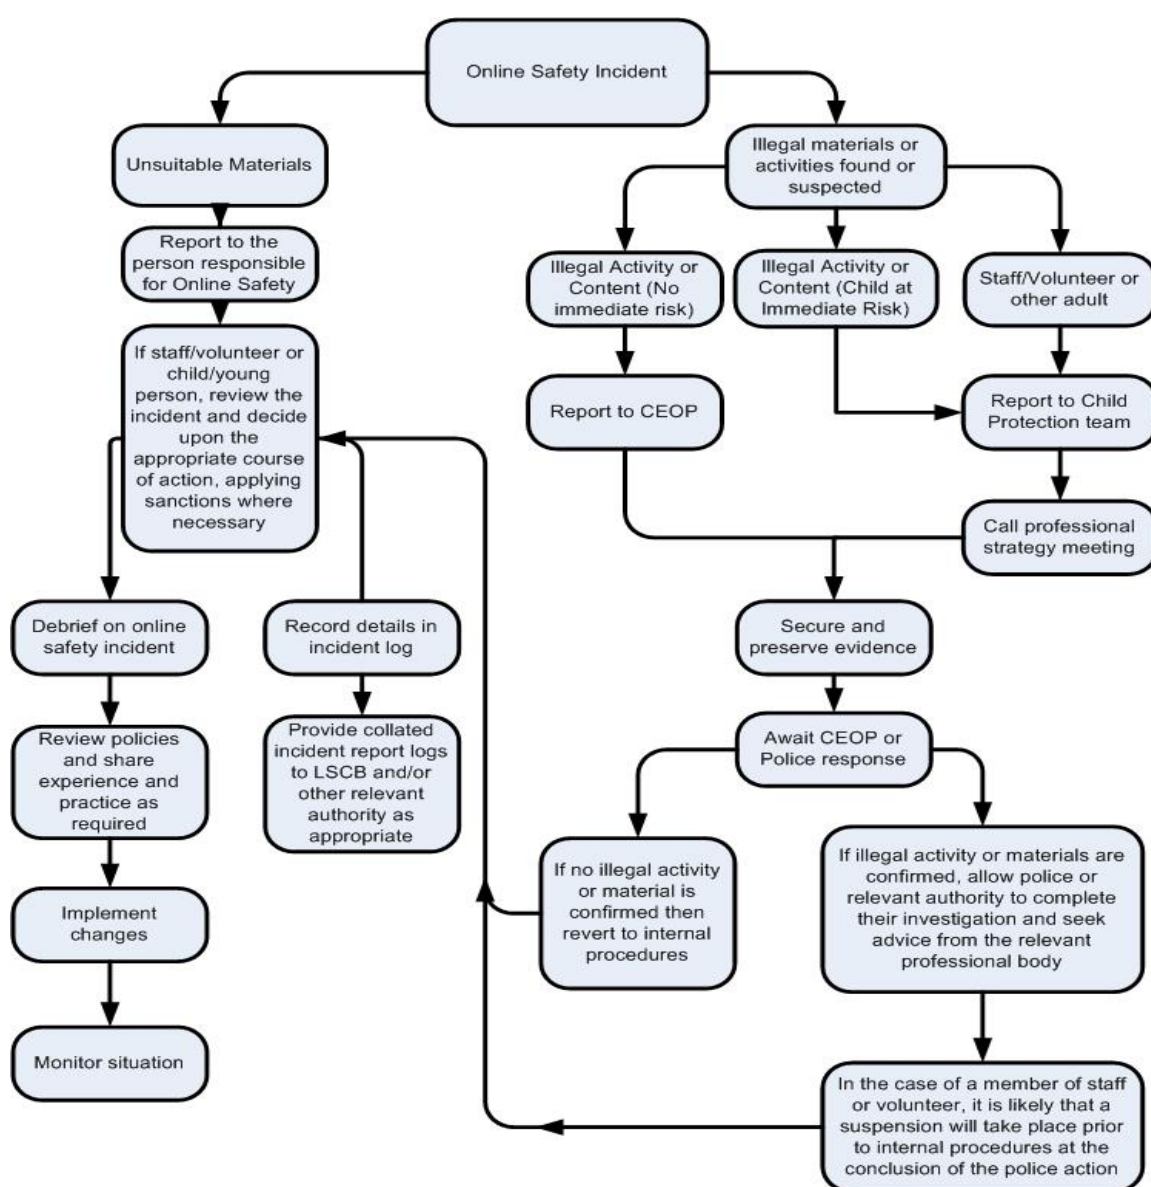 Online Safety Incident
Unsuitable Materials
Illegal materials or
activities found or
suspected
Report to the
person responsible
for Online Safety
Illegal Activity or
Content (No
immediate risk)
Illegal Activity or
Content (Child at
Immediate Risk)
Staff/Volunteer or
other adult
If staff/volunteer or
child/young
person, review the
incident and decide
upon the
appropriate course
of action, applying
sanctions where
necessary
Report to CEOP
Report to Child
Protection team
Call professional
strategy meeting
Debrief on online
safety incident
Record details in
incident log
Secure and
preserve evidence
Review policies
and share
experience and
practice as
required
Provide collated
incident report logs
to LSCB and/or
other relevant
authority as
appropriate
Await CEOP or
Police response
If no illegal activity
or material is
confirmed then
revert to internal
procedures
If illegal activity or materials are
confirmed, allow police or
relevant authority to complete
their investigation and seek
advice from the relevant
professional body
Implement
changes
Monitor situation
In the case of a member of staff
or volunteer, it is likely that a
suspension will take place prior
to internal procedures at the
conclusion of the police action